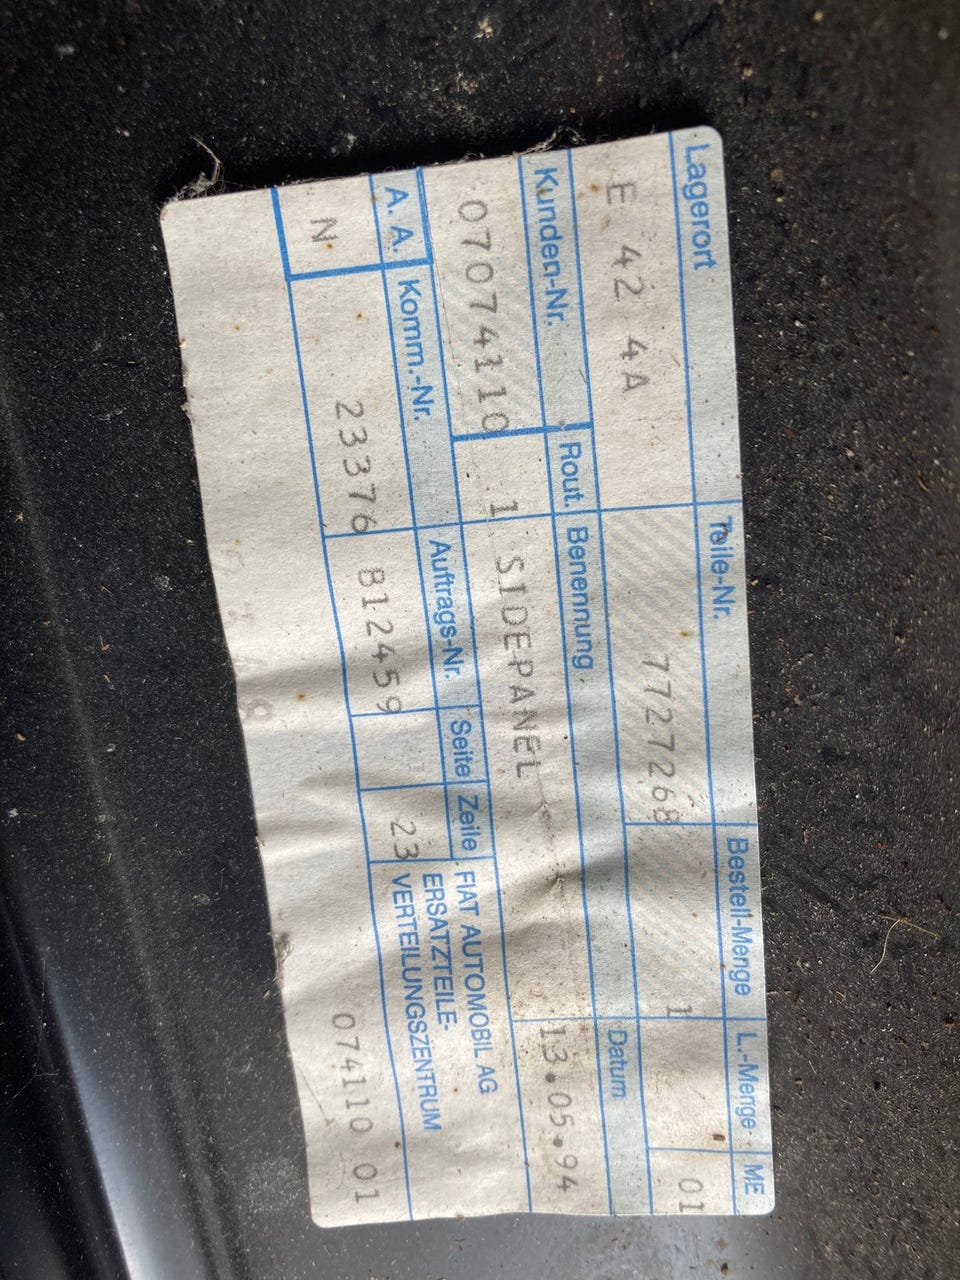 Lagerort Teile-Nr. Bestell-Menge L.-Menge ME
E 42 4A 7727268 1 01
Kunden-Nr. Rout. Benennung Datum
07074110 1 SIDEPANEL 13.05.94
A. A. Komm.-Nr. Auftrags-Nr. Seite Zeile FIAT AUTOMOBIL AG
ERSATZTEILE-
VERTEILUNGSZENTRUM
N 23376 812459 23
074110 01